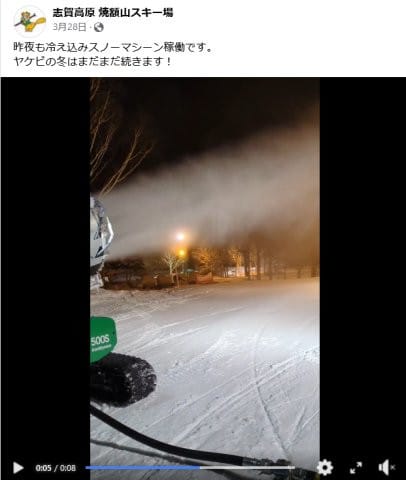 志賀高原 焼額山スキー場
3月28日
昨夜も冷え込みスノーマシーン稼働です。
ヤケビの冬はまだまだ続きます！
500S
0:05 / 0:08